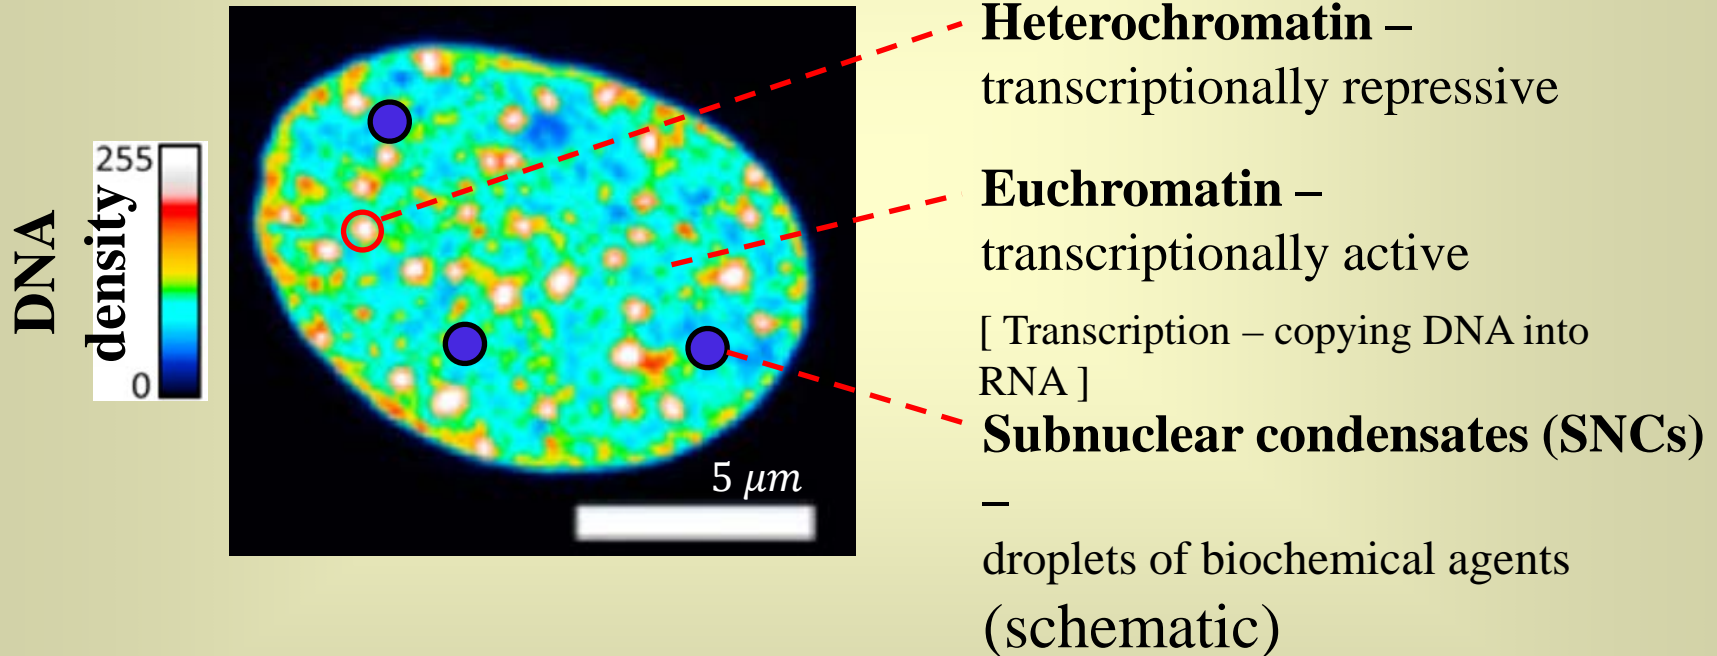 DNA
density
255
0
5 μm
Heterochromatin –
transcriptionally repressive
Euchromatin –
transcriptionally active
[ Transcription – copying DNA into
RNA ]
Subnuclear condensates (SNCs)
–
droplets of biochemical agents
(schematic)